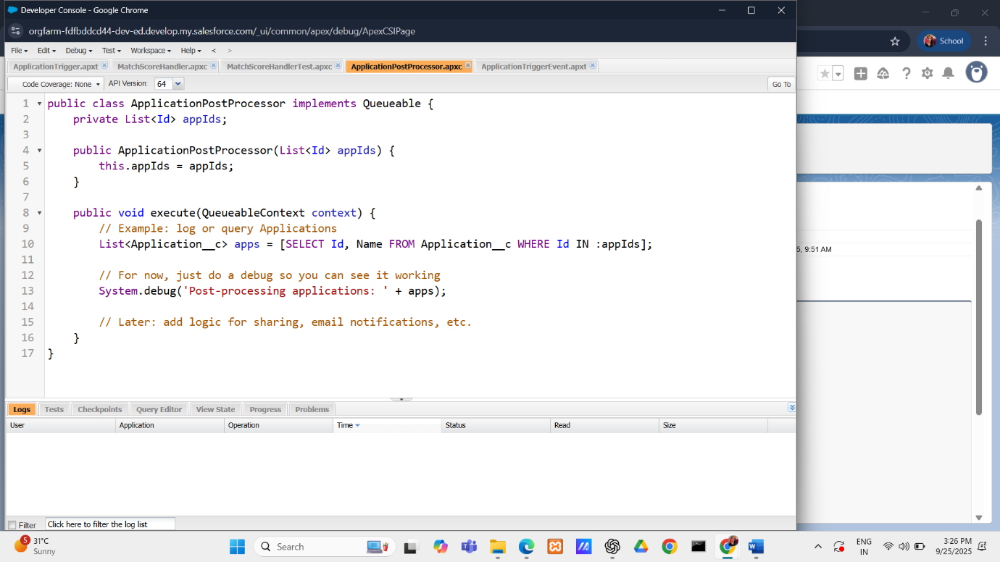 Developer Console - Google Chrome
orgfarm-fdfbddcd44-dev-ed.develop.my.salesforce.com/_ui/common/apex/debug/ApexCSIPage
School
File Edit Debug Test Workspace Help < >
ApplicationTrigger.apxt MatchScoreHandler.apxc MatchScoreHandlerTest.apxc ApplicationPostProcessor.apxc ApplicationTriggerEvent.apxt
Code Coverage: None API Version: 64 Go To
1 public class ApplicationPostProcessor implements Queueable {
2 private List<Id> appIds;
3
4 public ApplicationPostProcessor(List<Id> appIds) {
5 this.appIds = appIds;
6 }
7
8 public void execute(QueueableContext context) {
9 // Example: log or query Applications
10 List<Application__c> apps = [SELECT Id, Name FROM Application__c WHERE Id IN :appIds];
11
12 // For now, just do a debug so you can see it working
13 System.debug('Post-processing applications: ' + apps);
14
15 // Later: add logic for sharing, email notifications, etc.
16 }
17 }
5, 9:51 AM
Logs Tests Checkpoints Query Editor View State Progress Problems
User Application Operation Time Status Read Size
Filter Click here to filter the log list
5 31°C
Sunny
Search
ENG
IN
3:26 PM
9/25/2025